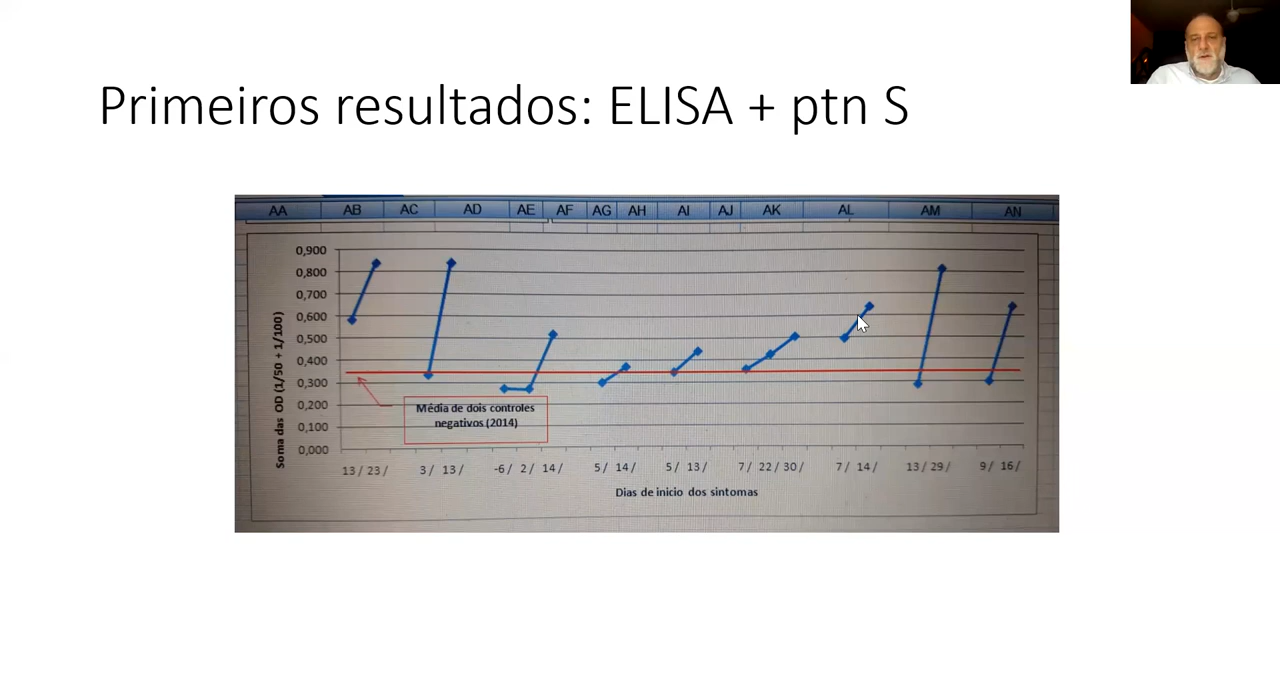 Primeiros resultados: ELISA + ptn S
AA AB AC AD AE AF AG AH AI AJ AK AL AM AN
0,900
0,800
0,700
0,600
0,500
0,400
0,300
0,200
0,100
0,000
Soma das OD (1/50 + 1/100)
Média de dois controles
negativos (2014)
13 / 23 / 3 / 13 / -6 / 2 / 14 / 5 / 14 / 5 / 13 / 7 / 22 / 30 / 7 / 14 / 13 / 29 / 9 / 16 /
Dias de inicio dos sintomas